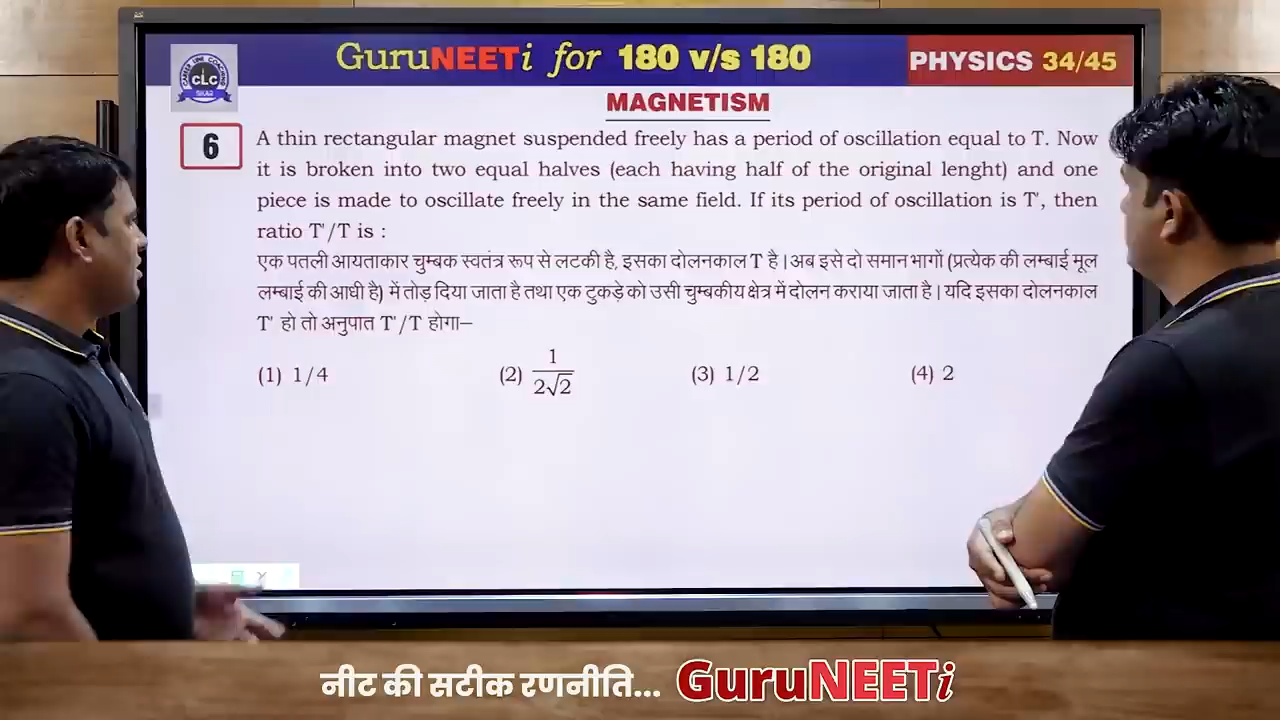 GuruNEETi for 180 v/s 180
PHYSICS 34/45
CLC
MAGNETISM
6
A thin rectangular magnet suspended freely has a period of oscillation equal to T. Now
it is broken into two equal halves (each having half of the original lenght) and one
piece is made to oscillate freely in the same field. If its period of oscillation is T', then
ratio T'/T is :
एक पतली आयताकार चुम्बक स्वतंत्र रूप से लटकी है, इसका दोलनकाल T है। अब इसे दो समान भागों (प्रत्येक की लम्बाई मूल
लम्बाई की आधी है) में तोड़ दिया जाता है तथा एक टुकड़े को उसी चुम्बकीय क्षेत्र में दोलन कराया जाता है। यदि इसका दोलनकाल
T' हो तो अनुपात T'/T होगा–
(1) 1/4 (2) 1/2√2 (3) 1/2 (4) 2
नीट की सटीक रणनीति... GuruNEETi